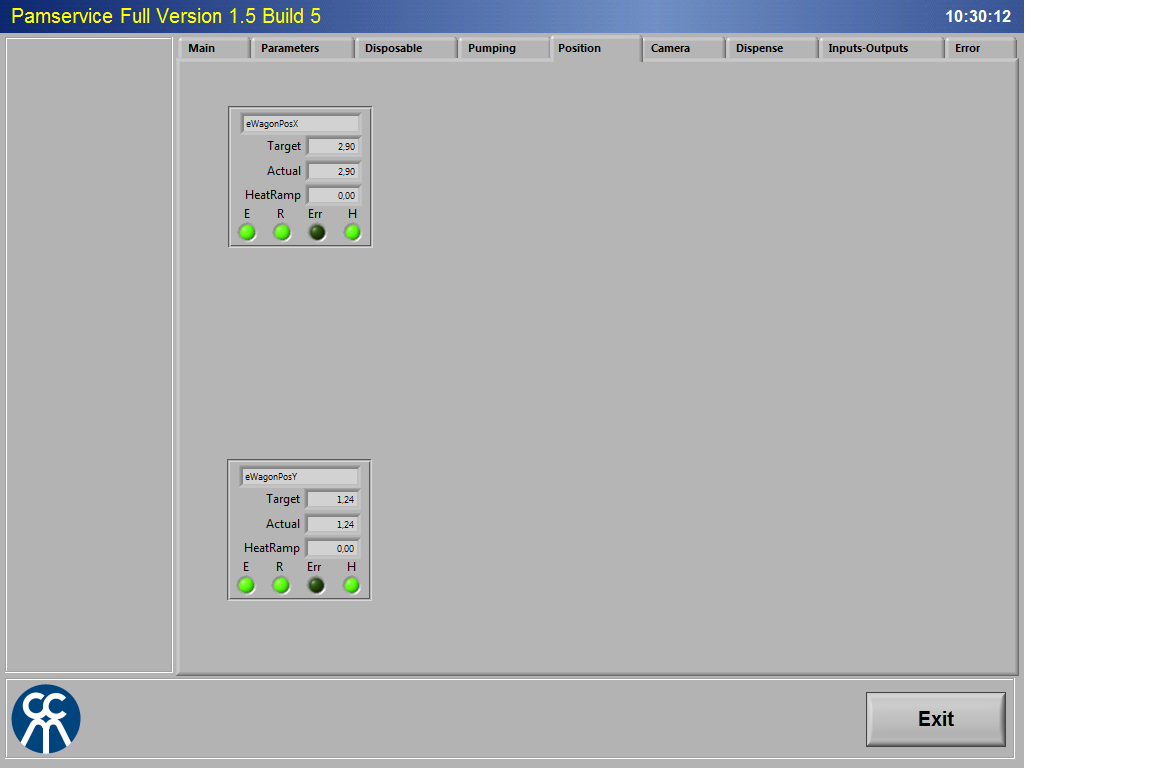 Pamservice Full Version 1.5 Build 5 10:30:12
Main Parameters Disposable Pumping Position Camera Dispense Inputs-Outputs Error
eWagonPosX
Target 2,90
Actual 2,90
HeatRamp 0,00
E R Err H
eWagonPosY
Target 1,24
Actual 1,24
HeatRamp 0,00
E R Err H
Exit